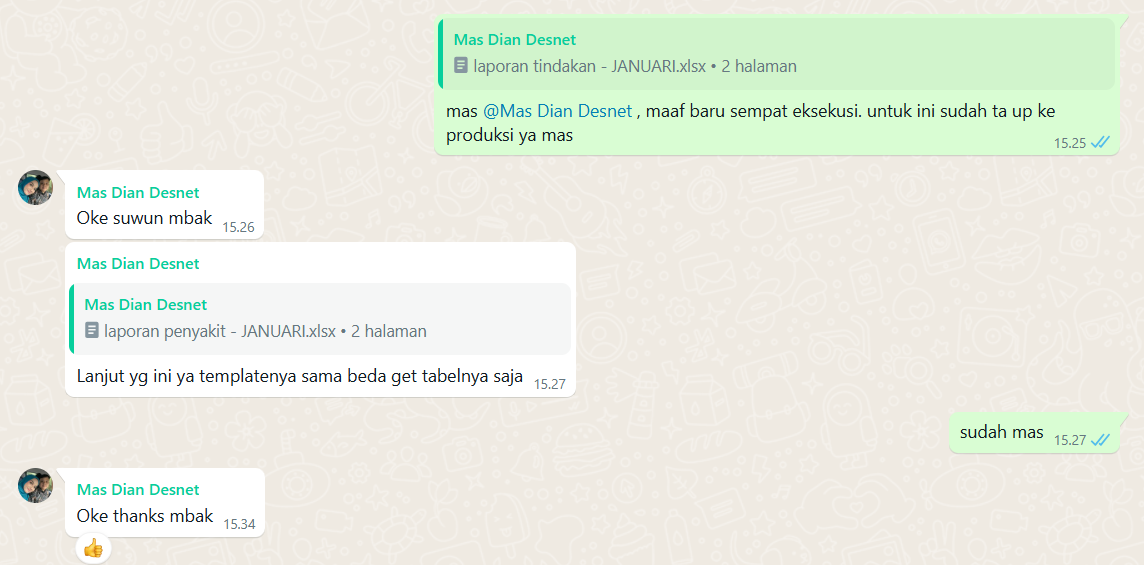 Mas Dian Desnet
laporan tindakan - JANUARI.xlsx • 2 halaman
mas @Mas Dian Desnet , maaf baru sempat eksekusi. untuk ini sudah ta up ke
produksi ya mas
15.25
Mas Dian Desnet
Oke suwun mbak
15.26
Mas Dian Desnet
Mas Dian Desnet
laporan penyakit - JANUARI.xlsx • 2 halaman
Lanjut yg ini ya templatenya sama beda get tabelnya saja
15.27
sudah mas
15.27
Mas Dian Desnet
Oke thanks mbak
15.34